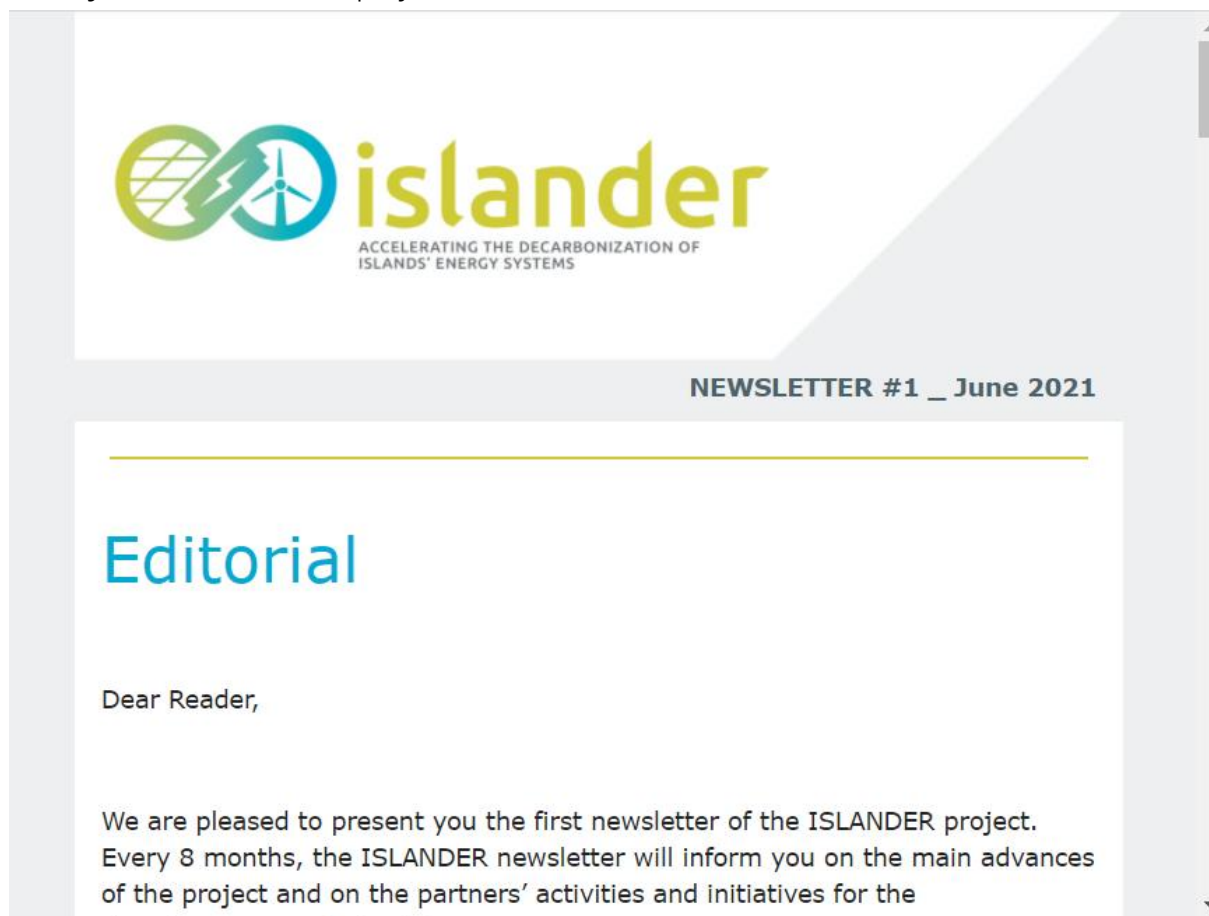 islander
ACCELERATING THE DECARBONIZATION OF
ISLANDS' ENERGY SYSTEMS
NEWSLETTER #1 _ June 2021
Editorial
Dear Reader,
We are pleased to present you the first newsletter of the ISLANDER project.
Every 8 months, the ISLANDER newsletter will inform you on the main advances
of the project and on the partners’ activities and initiatives for the